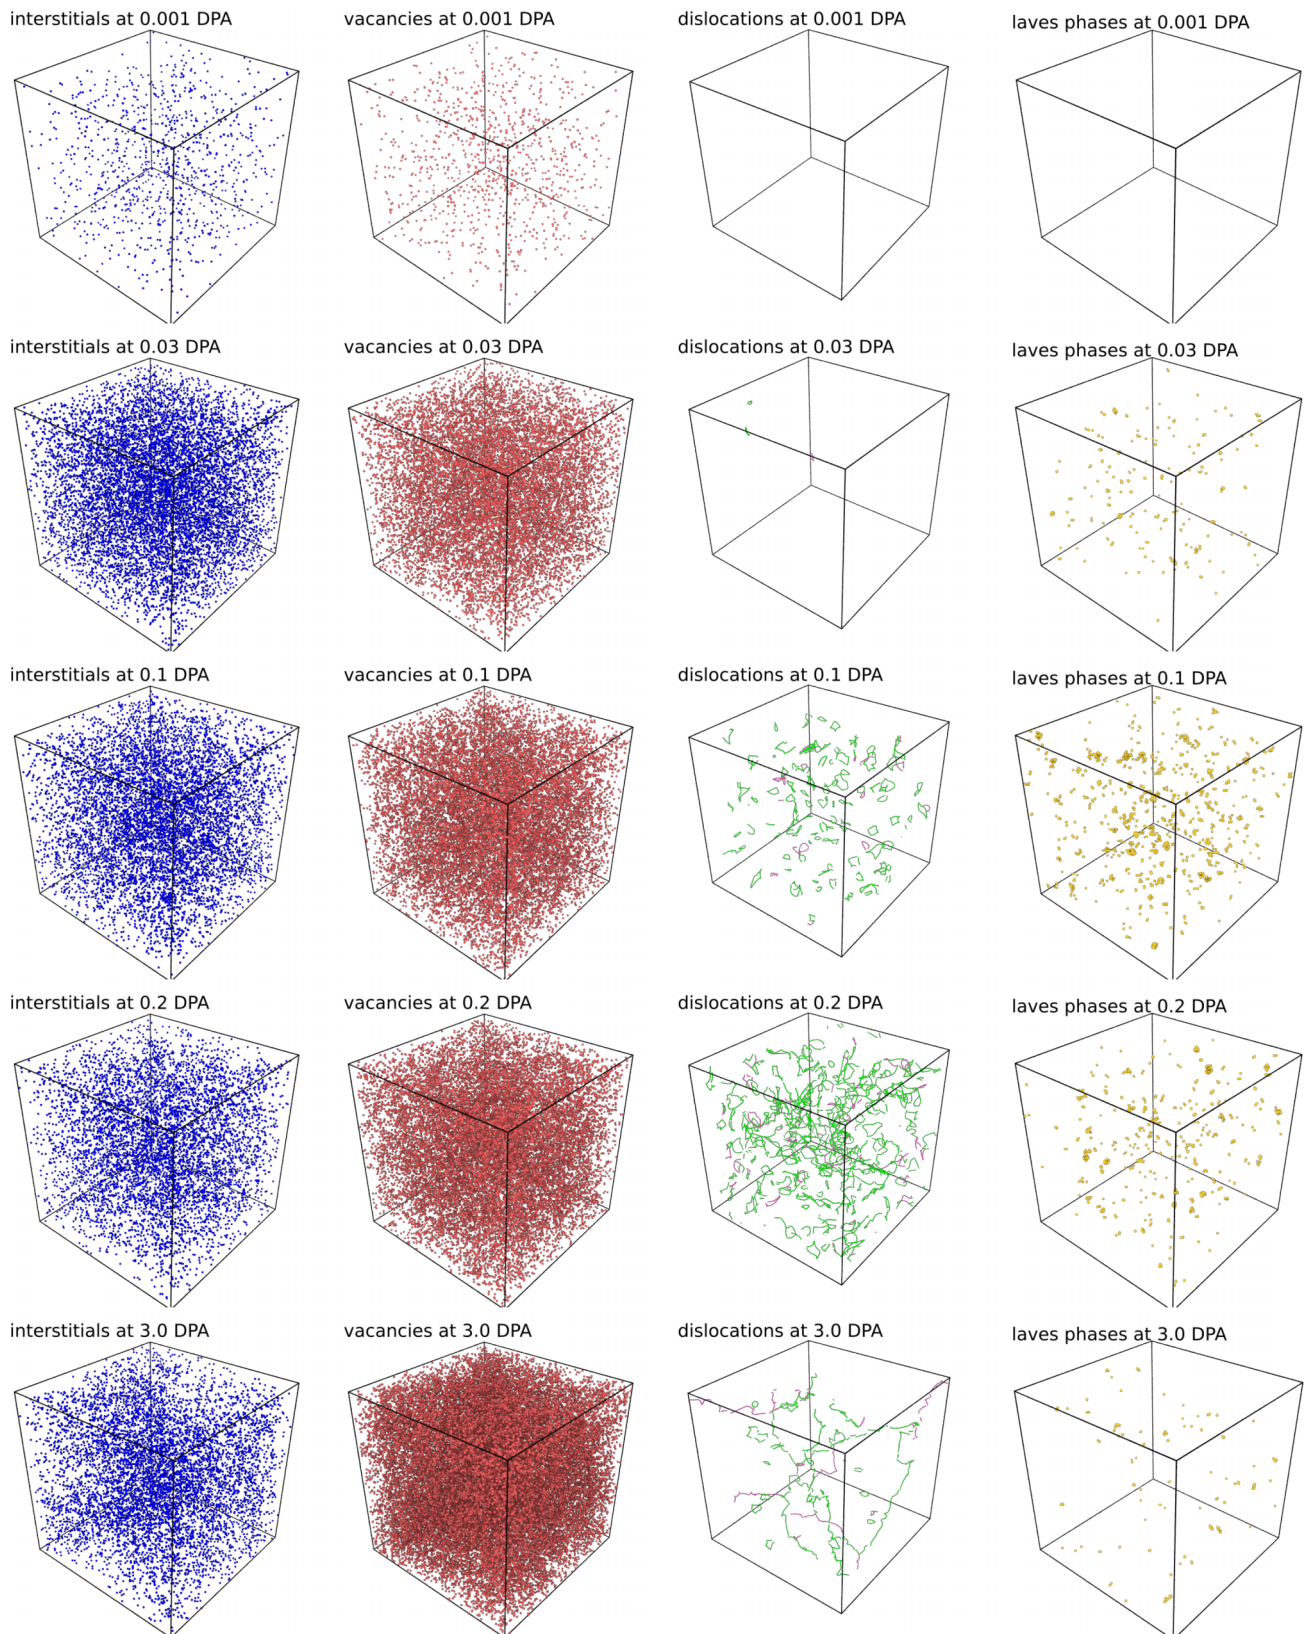 interstitials at 0.001 DPA
vacancies at 0.001 DPA
dislocations at 0.001 DPA
laves phases at 0.001 DPA
interstitials at 0.03 DPA
vacancies at 0.03 DPA
dislocations at 0.03 DPA
laves phases at 0.03 DPA
interstitials at 0.1 DPA
vacancies at 0.1 DPA
dislocations at 0.1 DPA
laves phases at 0.1 DPA
interstitials at 0.2 DPA
vacancies at 0.2 DPA
dislocations at 0.2 DPA
laves phases at 0.2 DPA
interstitials at 3.0 DPA
vacancies at 3.0 DPA
dislocations at 3.0 DPA
laves phases at 3.0 DPA